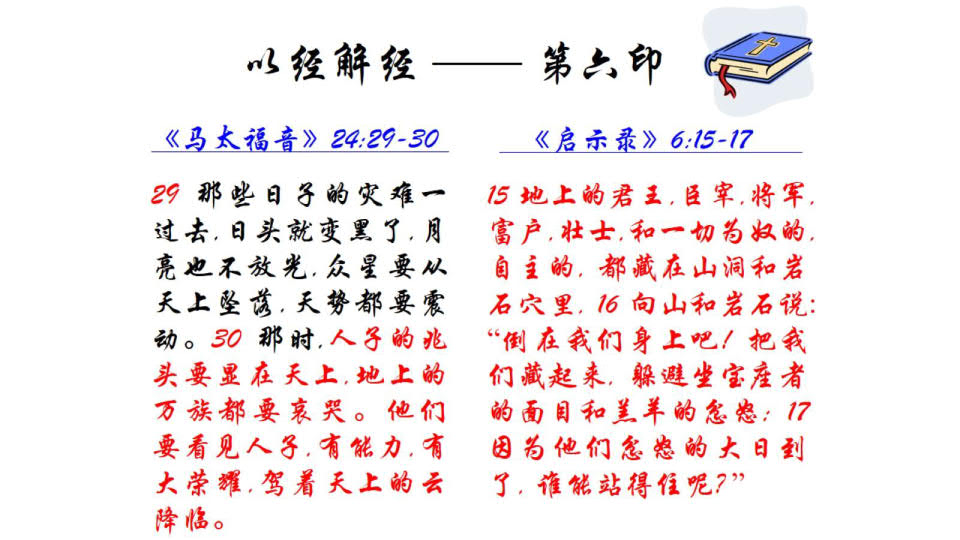 以经解经——第六印
《马太福音》24:29-30
29 那些日子的灾难一
过去,日头就变黑了,月
亮也不放光,众星要从
天上坠落,天势都要震
动。30 那时,人子的兆
头要显在天上,地上的
万族都要哀哭。他们
要看见人子,有能力,有
大荣耀,驾着天上的云
降临。
《启示录》6:15-17
15 地上的君王,臣宰,将军,
富户,壮士,和一切为奴的,
自主的, 都藏在山洞和岩
石穴里, 16 向山和岩石说:
“倒在我们身上吧! 把我
们藏起来, 躲避坐宝座者
的面目和羔羊的忿怒; 17
因为他们忿怒的大日到
了, 谁能站得住呢?”